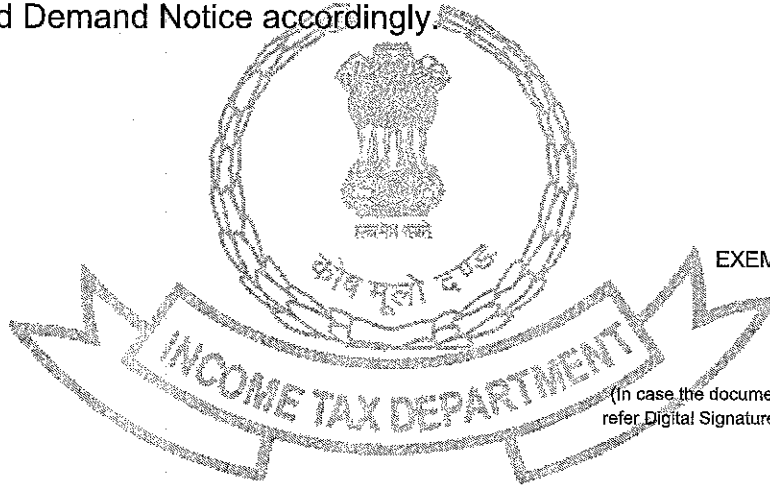 d Demand Notice accordingly.
सत्यमेव जयते
कोष मूलो दण्डः
EXEM
INCOME TAX DEPARTMENT
(In case the docume
refer Digital Signature